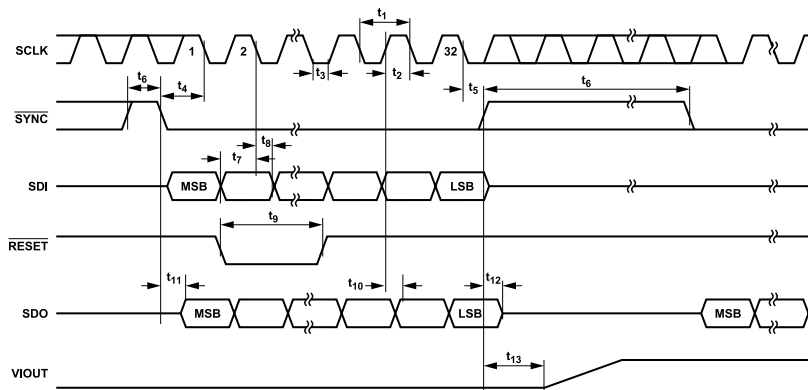 t1
SCLK
1
2
32
t3
t2
t6
t4
t5
t6
SYNC
t8
t7
SDI
MSB
LSB
t9
RESET
t11
t10
t12
SDO
MSB
LSB
MSB
t13
VIOUT